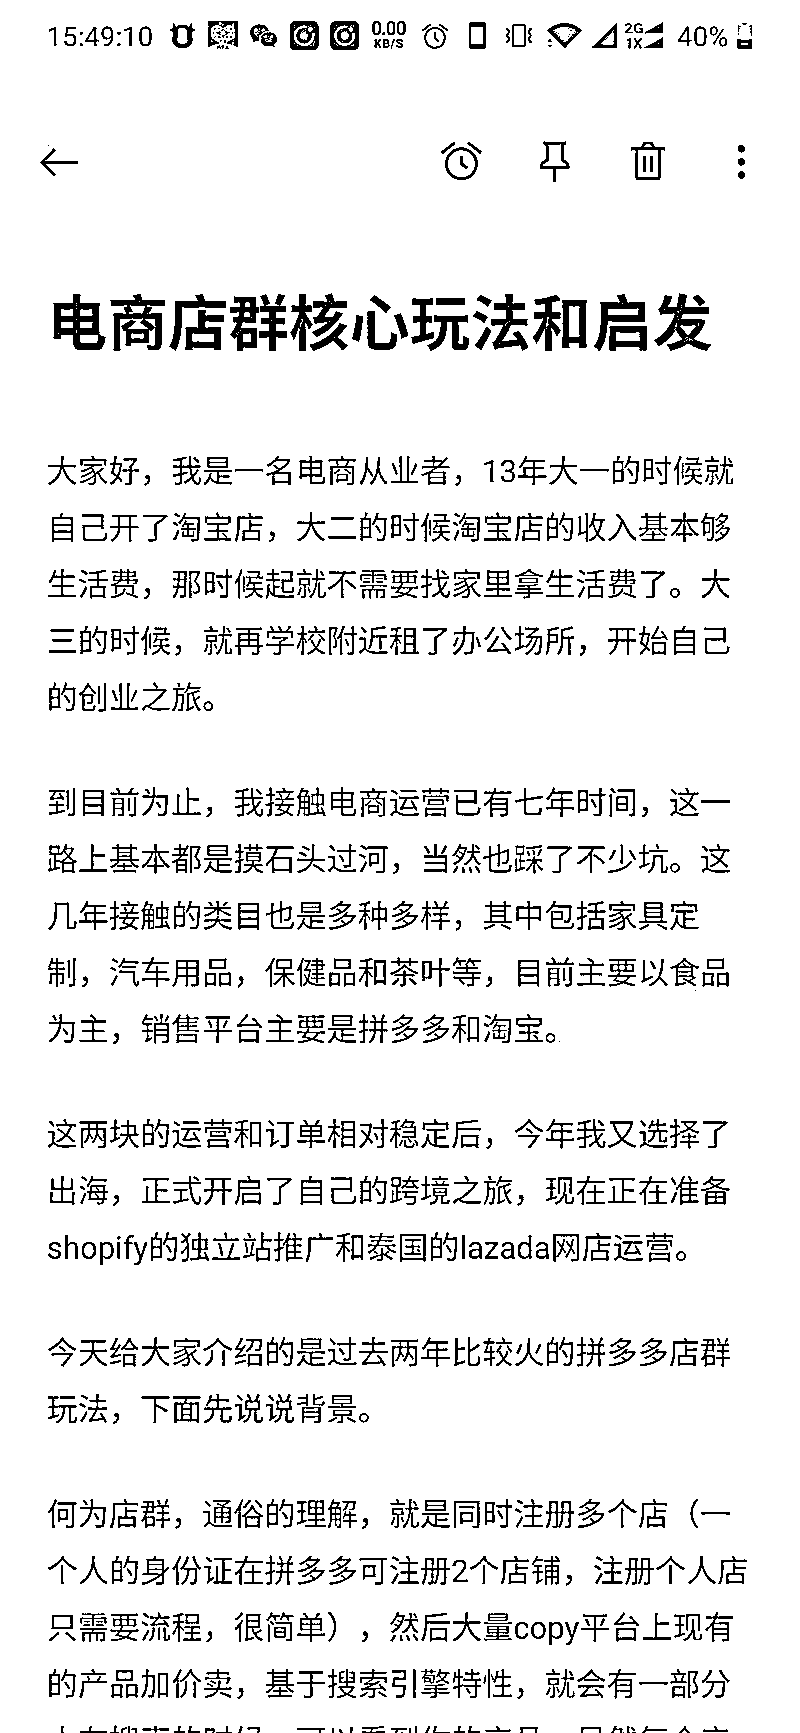 15:49:10 0.00 KB/S 2G 1X 40%
电商店群核心玩法和启发
大家好，我是一名电商从业者，13年大一的时候就
自己开了淘宝店，大二的时候淘宝店的收入基本够
生活费，那时候起就不需要找家里拿生活费了。大
三的时候，就再学校附近租了办公场所，开始自己
的创业之旅。
到目前为止，我接触电商运营已有七年时间，这一
路上基本都是摸石头过河，当然也踩了不少坑。这
几年接触的类目也是多种多样，其中包括家具定
制，汽车用品，保健品和茶叶等，目前主要以食品
为主，销售平台主要是拼多多和淘宝。
这两块的运营和订单相对稳定后，今年我又选择了
出海，正式开启了自己的跨境之旅，现在正在准备
shopify的独立站推广和泰国的lazada网店运营。
今天给大家介绍的是过去两年比较火的拼多多店群
玩法，下面先说说背景。
何为店群，通俗的理解，就是同时注册多个店（一
个人的身份证在拼多多可注册2个店铺，注册个人店
只需要流程，很简单），然后大量copy平台上现有
的产品加价卖，基于搜索引擎特性，就会有一部分